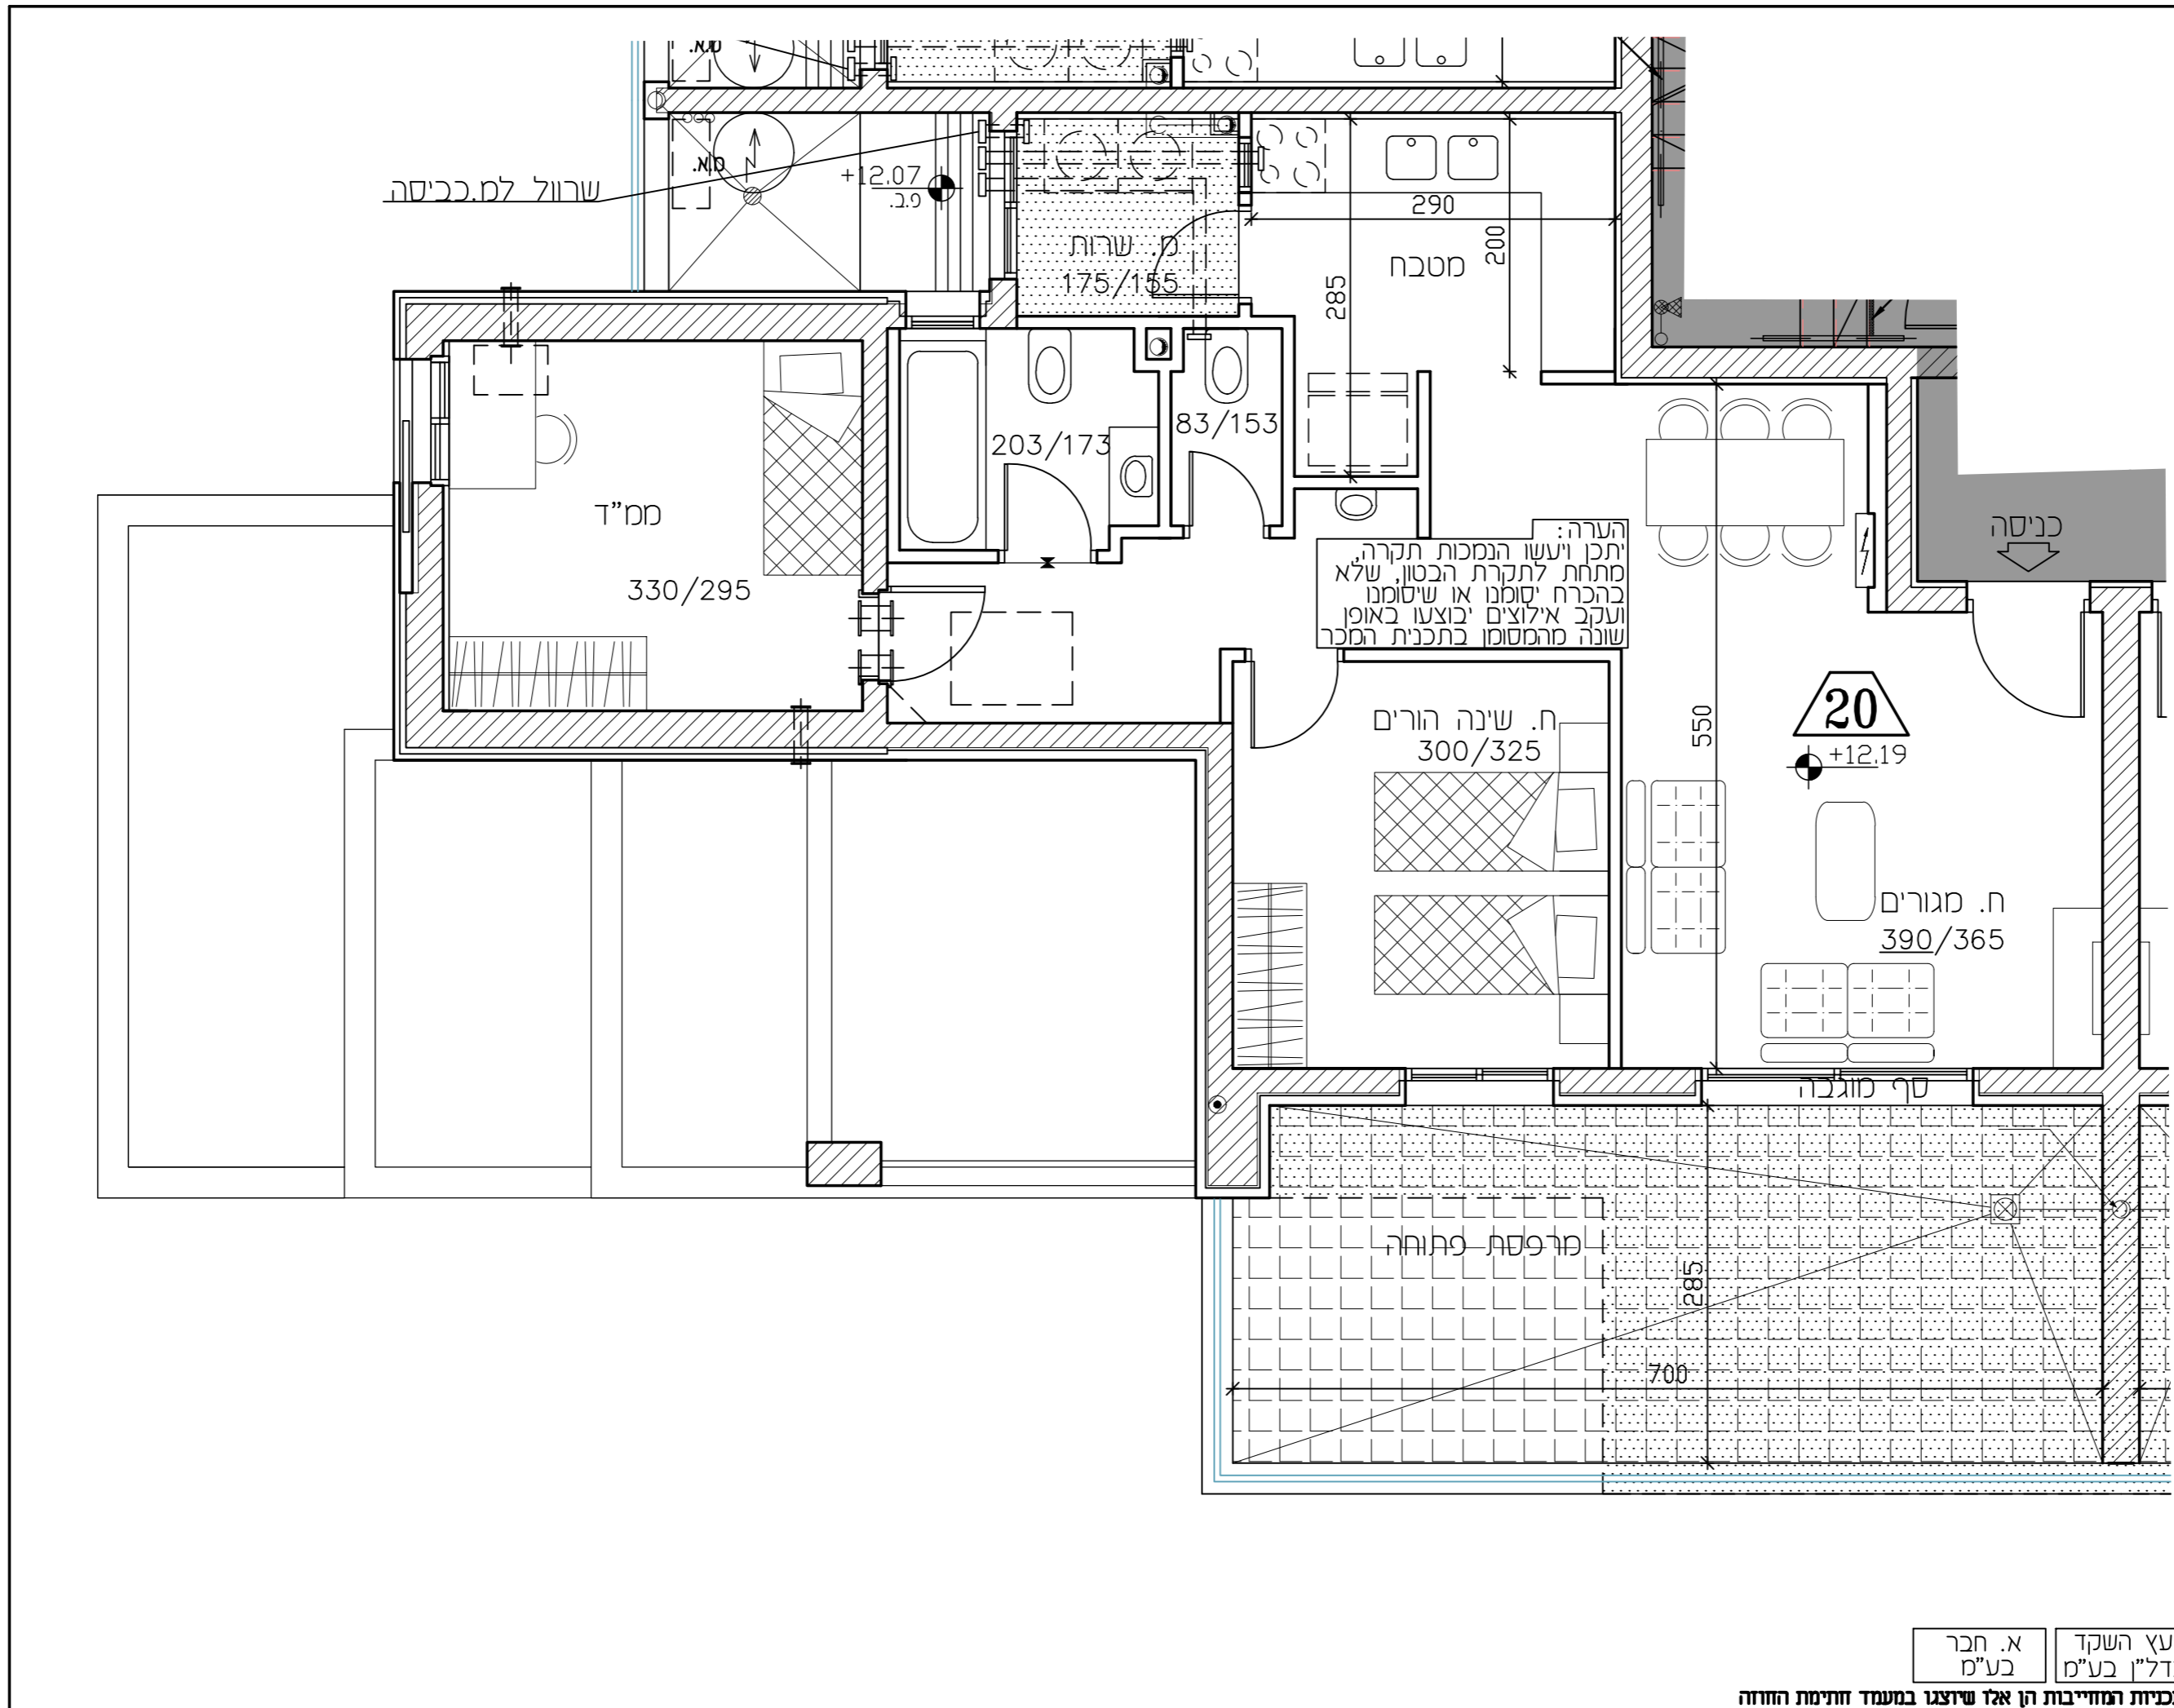 מ.א.
מ.א.
שרוול למ.כביסה
+12.07
פ.ב.
מ. שרות
175/155
290
200
285
מטבח
203/173
83/153
ממ"ד
330/295
הערה:
יתכן ויעשו הנמכות תקרה,
מתחת לתקרת הבטון, שלא
בהכרח יסומנו או שיסומנו
ועקב אילוצים יבוצעו באופן
שונה מהמסומן בתכנית המכר
כניסה
ח. שינה הורים
300/325
550
20
+12.19
ח. מגורים
390/365
סף מוגבה
מרפסת פתוחה
285
700
עץ השקד
נדל"ן בע"מ
א. חבר
בע"מ
המחייבות הן אלו שיוצגו במעמד חתימת החוזה